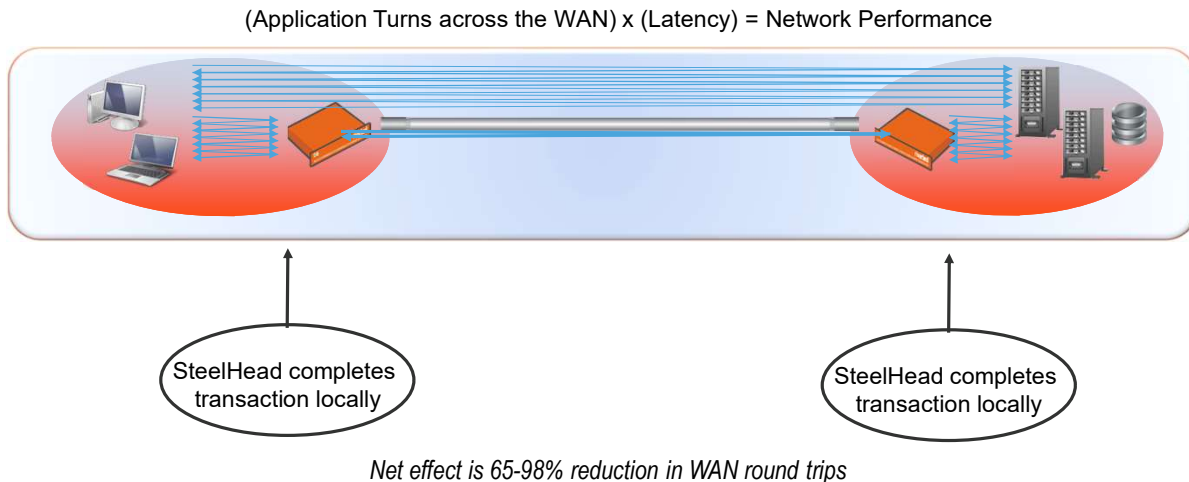 (Application Turns across the WAN) x (Latency) = Network Performance
SteelHead completes
transaction locally
SteelHead completes
transaction locally
Net effect is 65-98% reduction in WAN round trips